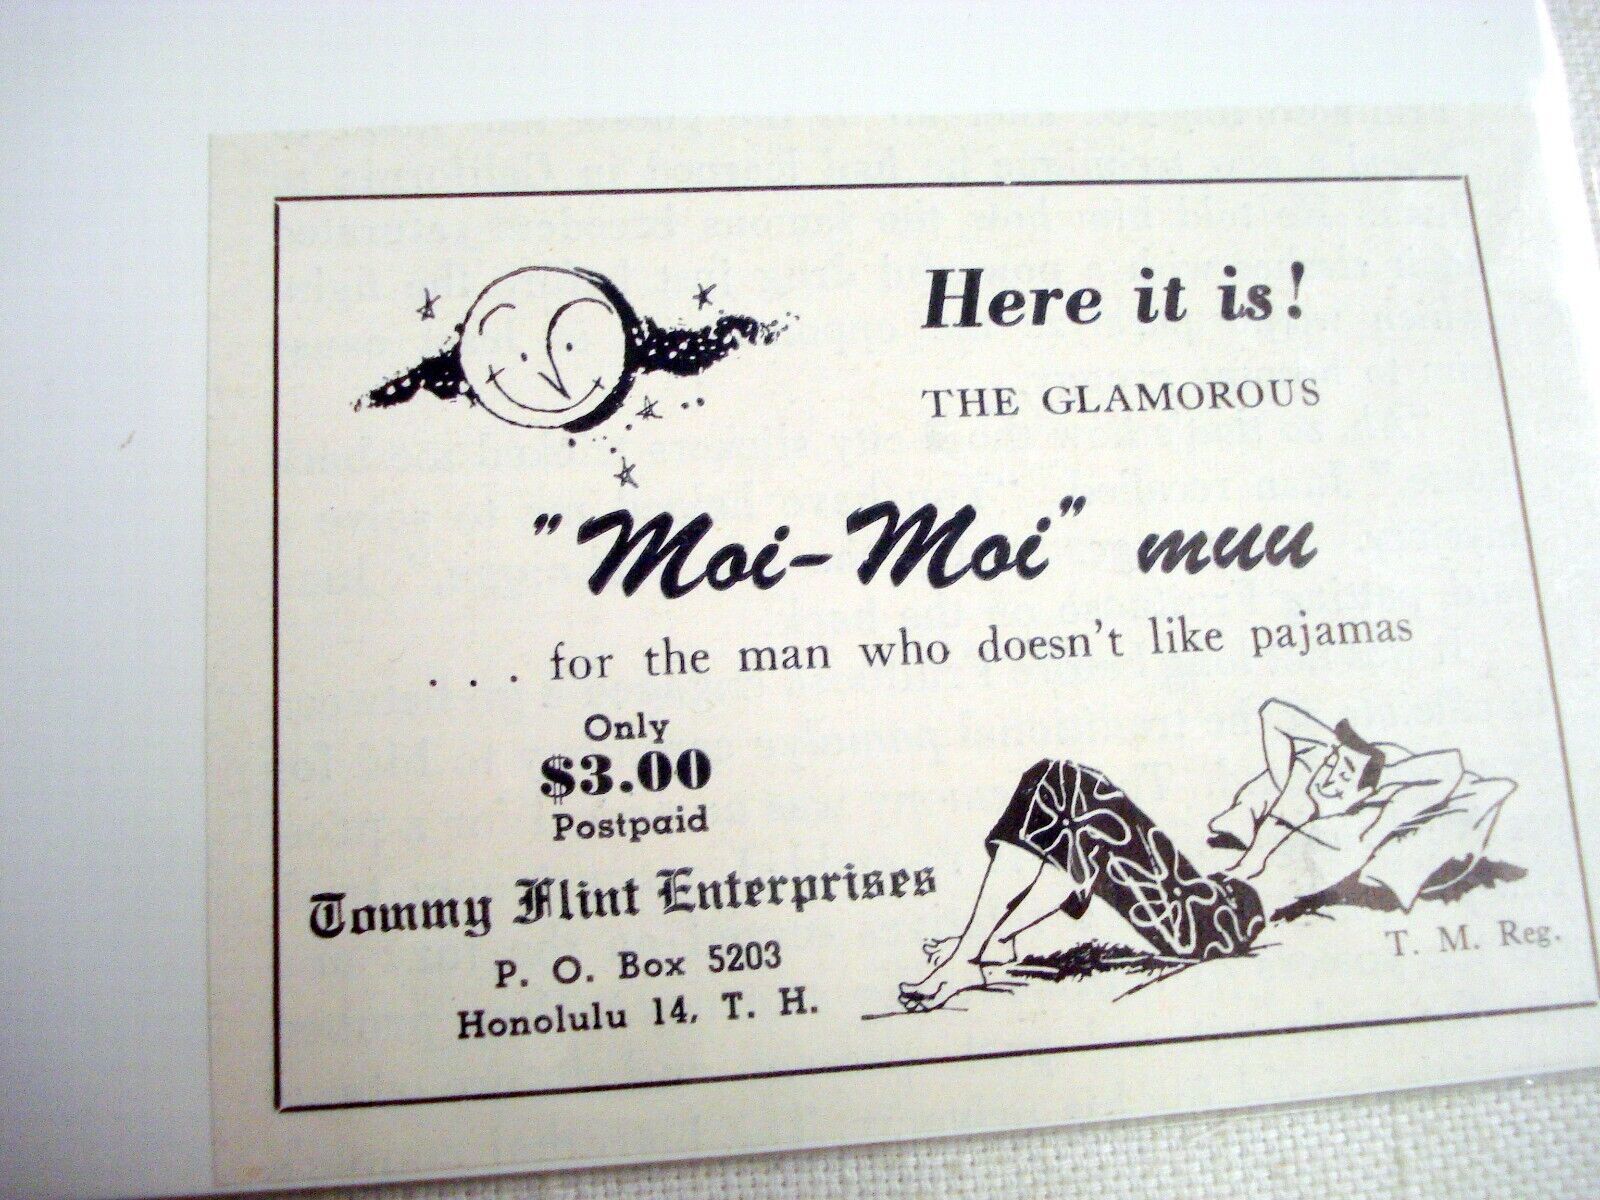 Here it is!
THE GLAMOROUS
"Moi-Moi" muu
. . . for the man who doesn't like pajamas
Only
$3.00
Postpaid
Tommy Flint Enterprises
P. O. Box 5203
Honolulu 14, T. H.
T. M. Reg.